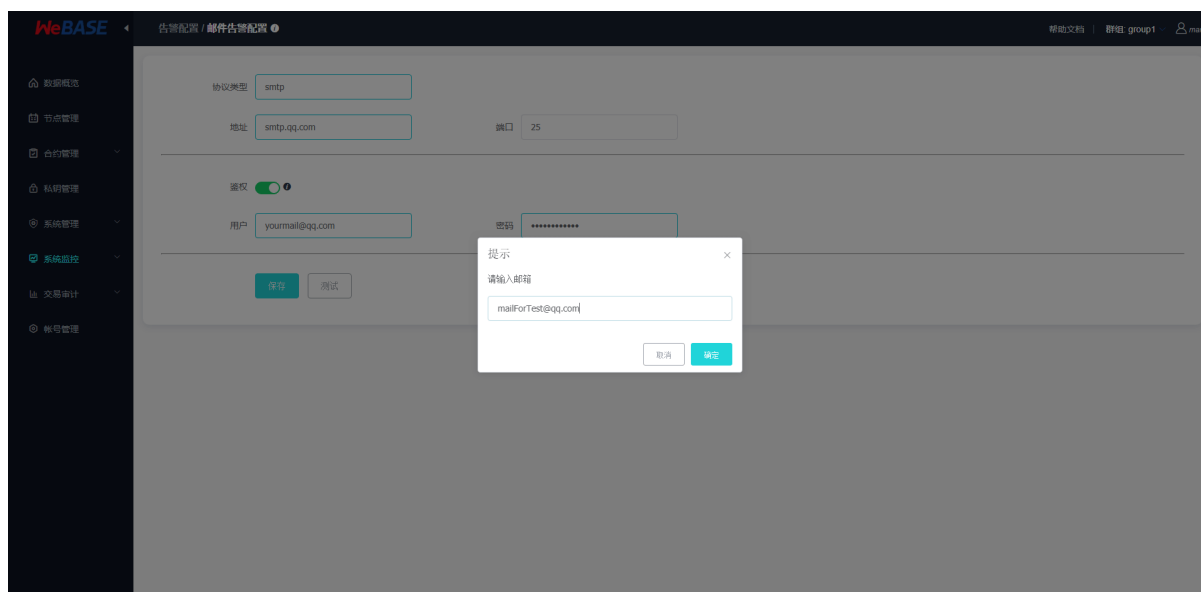 WeBASE
告警配置 / 邮件告警配置
帮助文档 | 群组: group1
数据概览
节点管理
合约管理
私钥管理
系统管理
系统监控
交易审计
帐号管理
协议类型 smtp
地址 smtp.qq.com 端口 25
鉴权
用户 yourmail@qq.com 密码 ••••••••••••
保存 测试
提示
请输入邮箱
mailForTest@qq.com
取消 确定